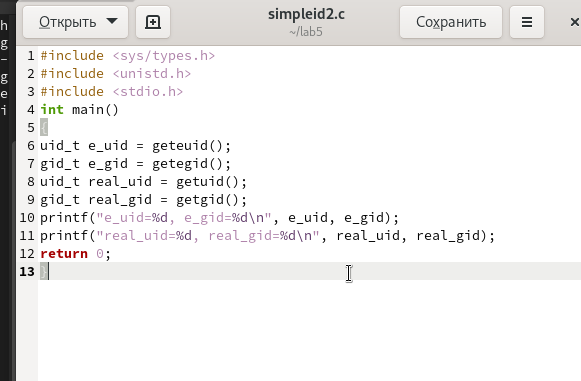 Открыть
simpleid2.c
~/lab5
Сохранить
h
g
-
g
e
i
1 #include <sys/types.h>
2 #include <unistd.h>
3 #include <stdio.h>
4 int main()
5 {
6 uid_t e_uid = geteuid();
7 gid_t e_gid = getegid();
8 uid_t real_uid = getuid();
9 gid_t real_gid = getgid();
10 printf("e_uid=%d, e_gid=%d\n", e_uid, e_gid);
11 printf("real_uid=%d, real_gid=%d\n", real_uid, real_gid);
12 return 0;
13 }